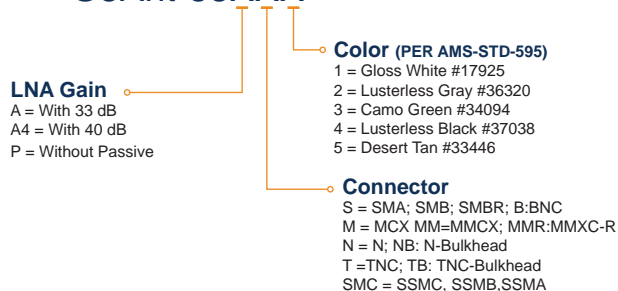 Color (PER AMS-STD-595)
1 = Gloss White #17925
2 = Lusterless Gray #36320
3 = Camo Green #34094
4 = Lusterless Black #37038
5 = Desert Tan #33446
LNA Gain
A = With 33 dB
A4 = With 40 dB
P = Without Passive
Connector
S = SMA; SMB; SMBR; B:BNC
M = MCX MM=MMCX; MMR:MMXC-R
N = N; NB: N-Bulkhead
T =TNC; TB: TNC-Bulkhead
SMC = SSMC, SSMB,SSMA